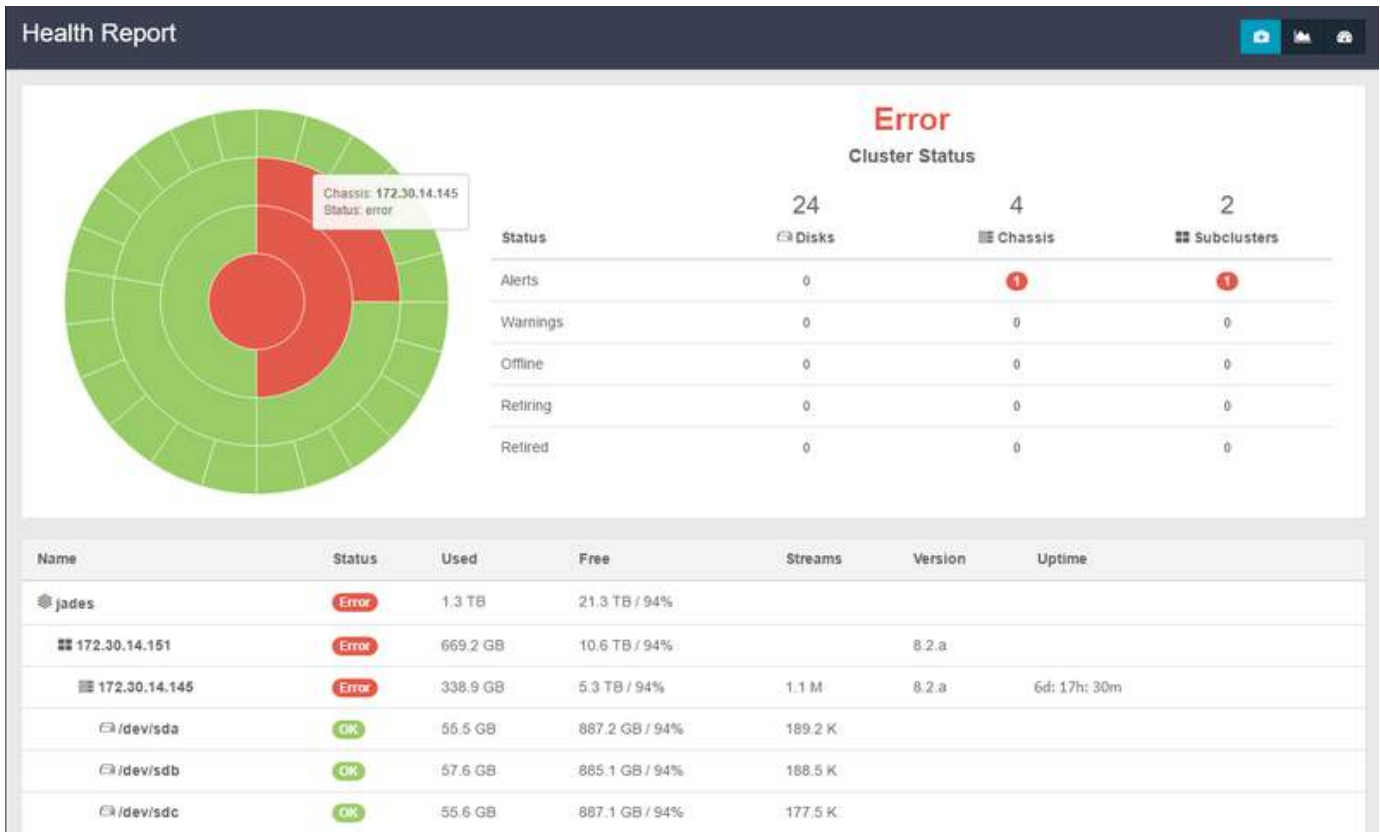 Health Report
Error
Cluster Status
Chassis: 172.30.14.145
Status: error
24 4 2
Status Disks Chassis Subclusters
Alerts 0 1 1
Warnings 0 0 0
Offline 0 0 0
Retiring 0 0 0
Retired 0 0 0
Name Status Used Free Streams Version Uptime
jades Error 1.3 TB 21.3 TB / 94%
172.30.14.151 Error 669.2 GB 10.6 TB / 94% 8.2.a
172.30.14.145 Error 338.9 GB 5.3 TB / 94% 1.1 M 8.2.a 6d: 17h: 30m
/dev/sda OK 55.5 GB 887.2 GB / 94% 189.2 K
/dev/sdb OK 57.6 GB 885.1 GB / 94% 188.5 K
/dev/sdc OK 55.6 GB 887.1 GB / 94% 177.5 K